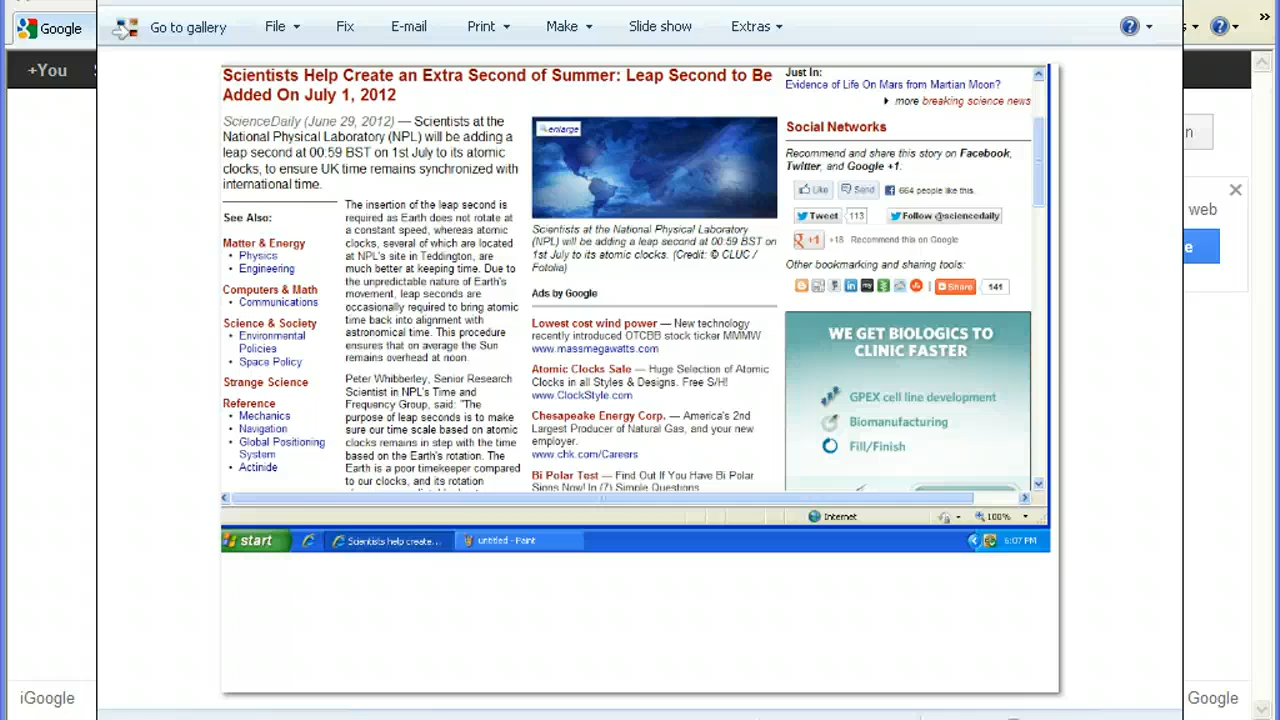 Google
Go to gallery
File
Fix
E-mail
Print
Make
Slide show
Extras
+You
Scientists Help Create an Extra Second of Summer: Leap Second to Be
Added On July 1, 2012
ScienceDaily (June 29, 2012) — Scientists at the
National Physical Laboratory (NPL) will be adding a
leap second at 00:59 BST on 1st July to its atomic
clocks, to ensure UK time remains synchronized with
international time.
See Also:
Matter & Energy
• Physics
• Engineering
Computers & Math
• Communications
Science & Society
• Environmental
Policies
• Space Policy
Strange Science
Reference
• Mechanics
• Navigation
• Global Positioning
System
• Actinide
The insertion of the leap second is
required as Earth does not rotate at
a constant speed, whereas atomic
clocks, several of which are located
at NPL's site in Teddington, are
much better at keeping time. Due to
the unpredictable nature of Earth's
movement, leap seconds are
occasionally required to bring atomic
time back into alignment with
astronomical time. This procedure
ensures that on average the Sun
remains overhead at noon.
Peter Whibberley, Senior Research
Scientist in NPL's Time and
Frequency Group, said: "The
purpose of leap seconds is to make
sure our time scale based on atomic
clocks remains in step with the time
based on the Earth's rotation. The
Earth is a poor timekeeper compared
to our clocks, and its rotation
enlarge
Scientists at the National Physical Laboratory
(NPL) will be adding a leap second at 00:59 BST on
1st July to its atomic clocks. (Credit: © CLUC /
Fotolia)
Ads by Google
Lowest cost wind power — New technology
recently introduced OTCBB stock ticker MMMW
www.massmegawatts.com
Atomic Clocks Sale — Huge Selection of Atomic
Clocks in all Styles & Designs. Free S/H!
www.ClockStyle.com
Chesapeake Energy Corp. — America's 2nd
Largest Producer of Natural Gas, and your new
employer.
www.chk.com/Careers
Bi Polar Test — Find Out If You Have Bi Polar
Signs Now! In (7) Simple Questions
Just In:
Evidence of Life On Mars from Martian Moon?
more breaking science news
Social Networks
Recommend and share this story on Facebook,
Twitter, and Google +1:
Like Send 664 people like this.
Tweet 113 Follow @sciencedaily
+1 +18 Recommend this on Google
Other bookmarking and sharing tools:
Share 141
WE GET BIOLOGICS TO
CLINIC FASTER
GPEX cell line development
Biomanufacturing
Fill/Finish
Internet
100%
start
Scientists help create...
untitled - Paint
6:07 PM
n
web
e
iGoogle
Google